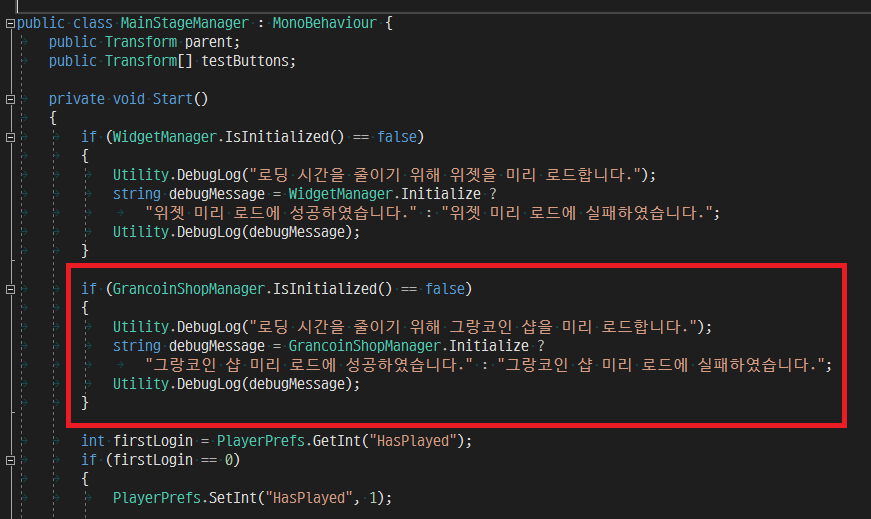 public class MainStageManager : MonoBehaviour {
public Transform parent;
public Transform[] testButtons;
private void Start()
{
if (WidgetManager.IsInitialized() == false)
{
Utility.DebugLog("로딩 시간을 줄이기 위해 위젯을 미리 로드합니다.");
string debugMessage = WidgetManager.Initialize ?
"위젯 미리 로드에 성공하였습니다." : "위젯 미리 로드에 실패하였습니다.";
Utility.DebugLog(debugMessage);
}
if (GrancoinShopManager.IsInitialized() == false)
{
Utility.DebugLog("로딩 시간을 줄이기 위해 그랑코인 샵을 미리 로드합니다.");
string debugMessage = GrancoinShopManager.Initialize ?
"그랑코인 샵 미리 로드에 성공하였습니다." : "그랑코인 샵 미리 로드에 실패하였습니다.";
Utility.DebugLog(debugMessage);
}
int firstLogin = PlayerPrefs.GetInt("HasPlayed");
if (firstLogin == 0)
{
PlayerPrefs.SetInt("HasPlayed", 1);